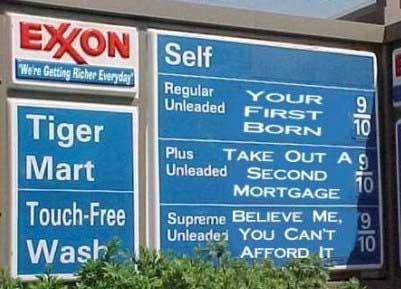 EXXON
"We're Getting Richer Everyday"
Tiger
Mart
Touch-Free
Wash
Self
Regular
Unleaded
YOUR
FIRST
BORN
9/10
Plus
Unleaded
TAKE OUT A
SECOND
MORTGAGE
9/10
Supreme
Unleaded
BELIEVE ME,
YOU CAN'T
AFFORD IT
9/10